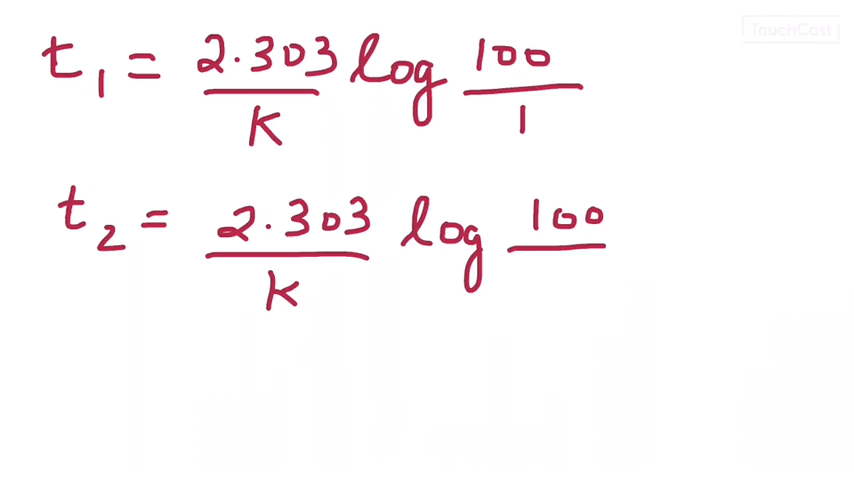 TouchCast
t₁ = 2.303/K log 100/1
t₂ = 2.303/K log 100/